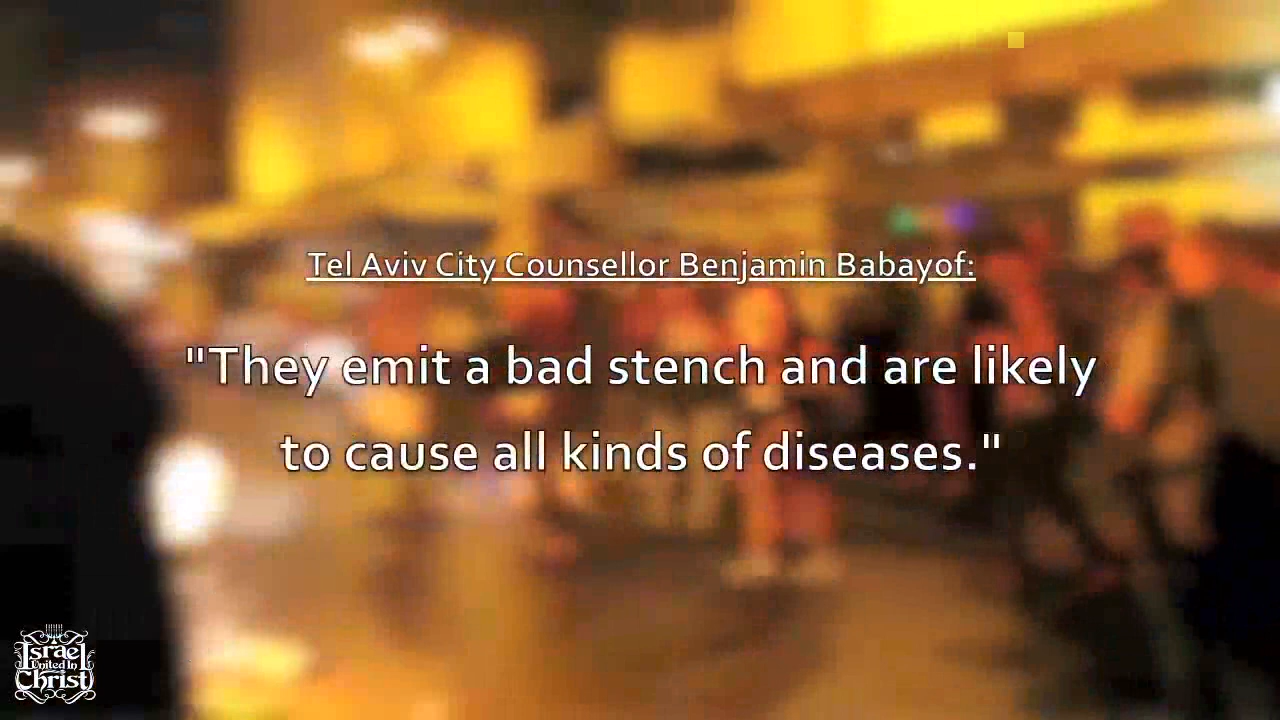 Tel Aviv City Counsellor Benjamin Babayof:
"They emit a bad stench and are likely
to cause all kinds of diseases."
Israel
United In
Christ